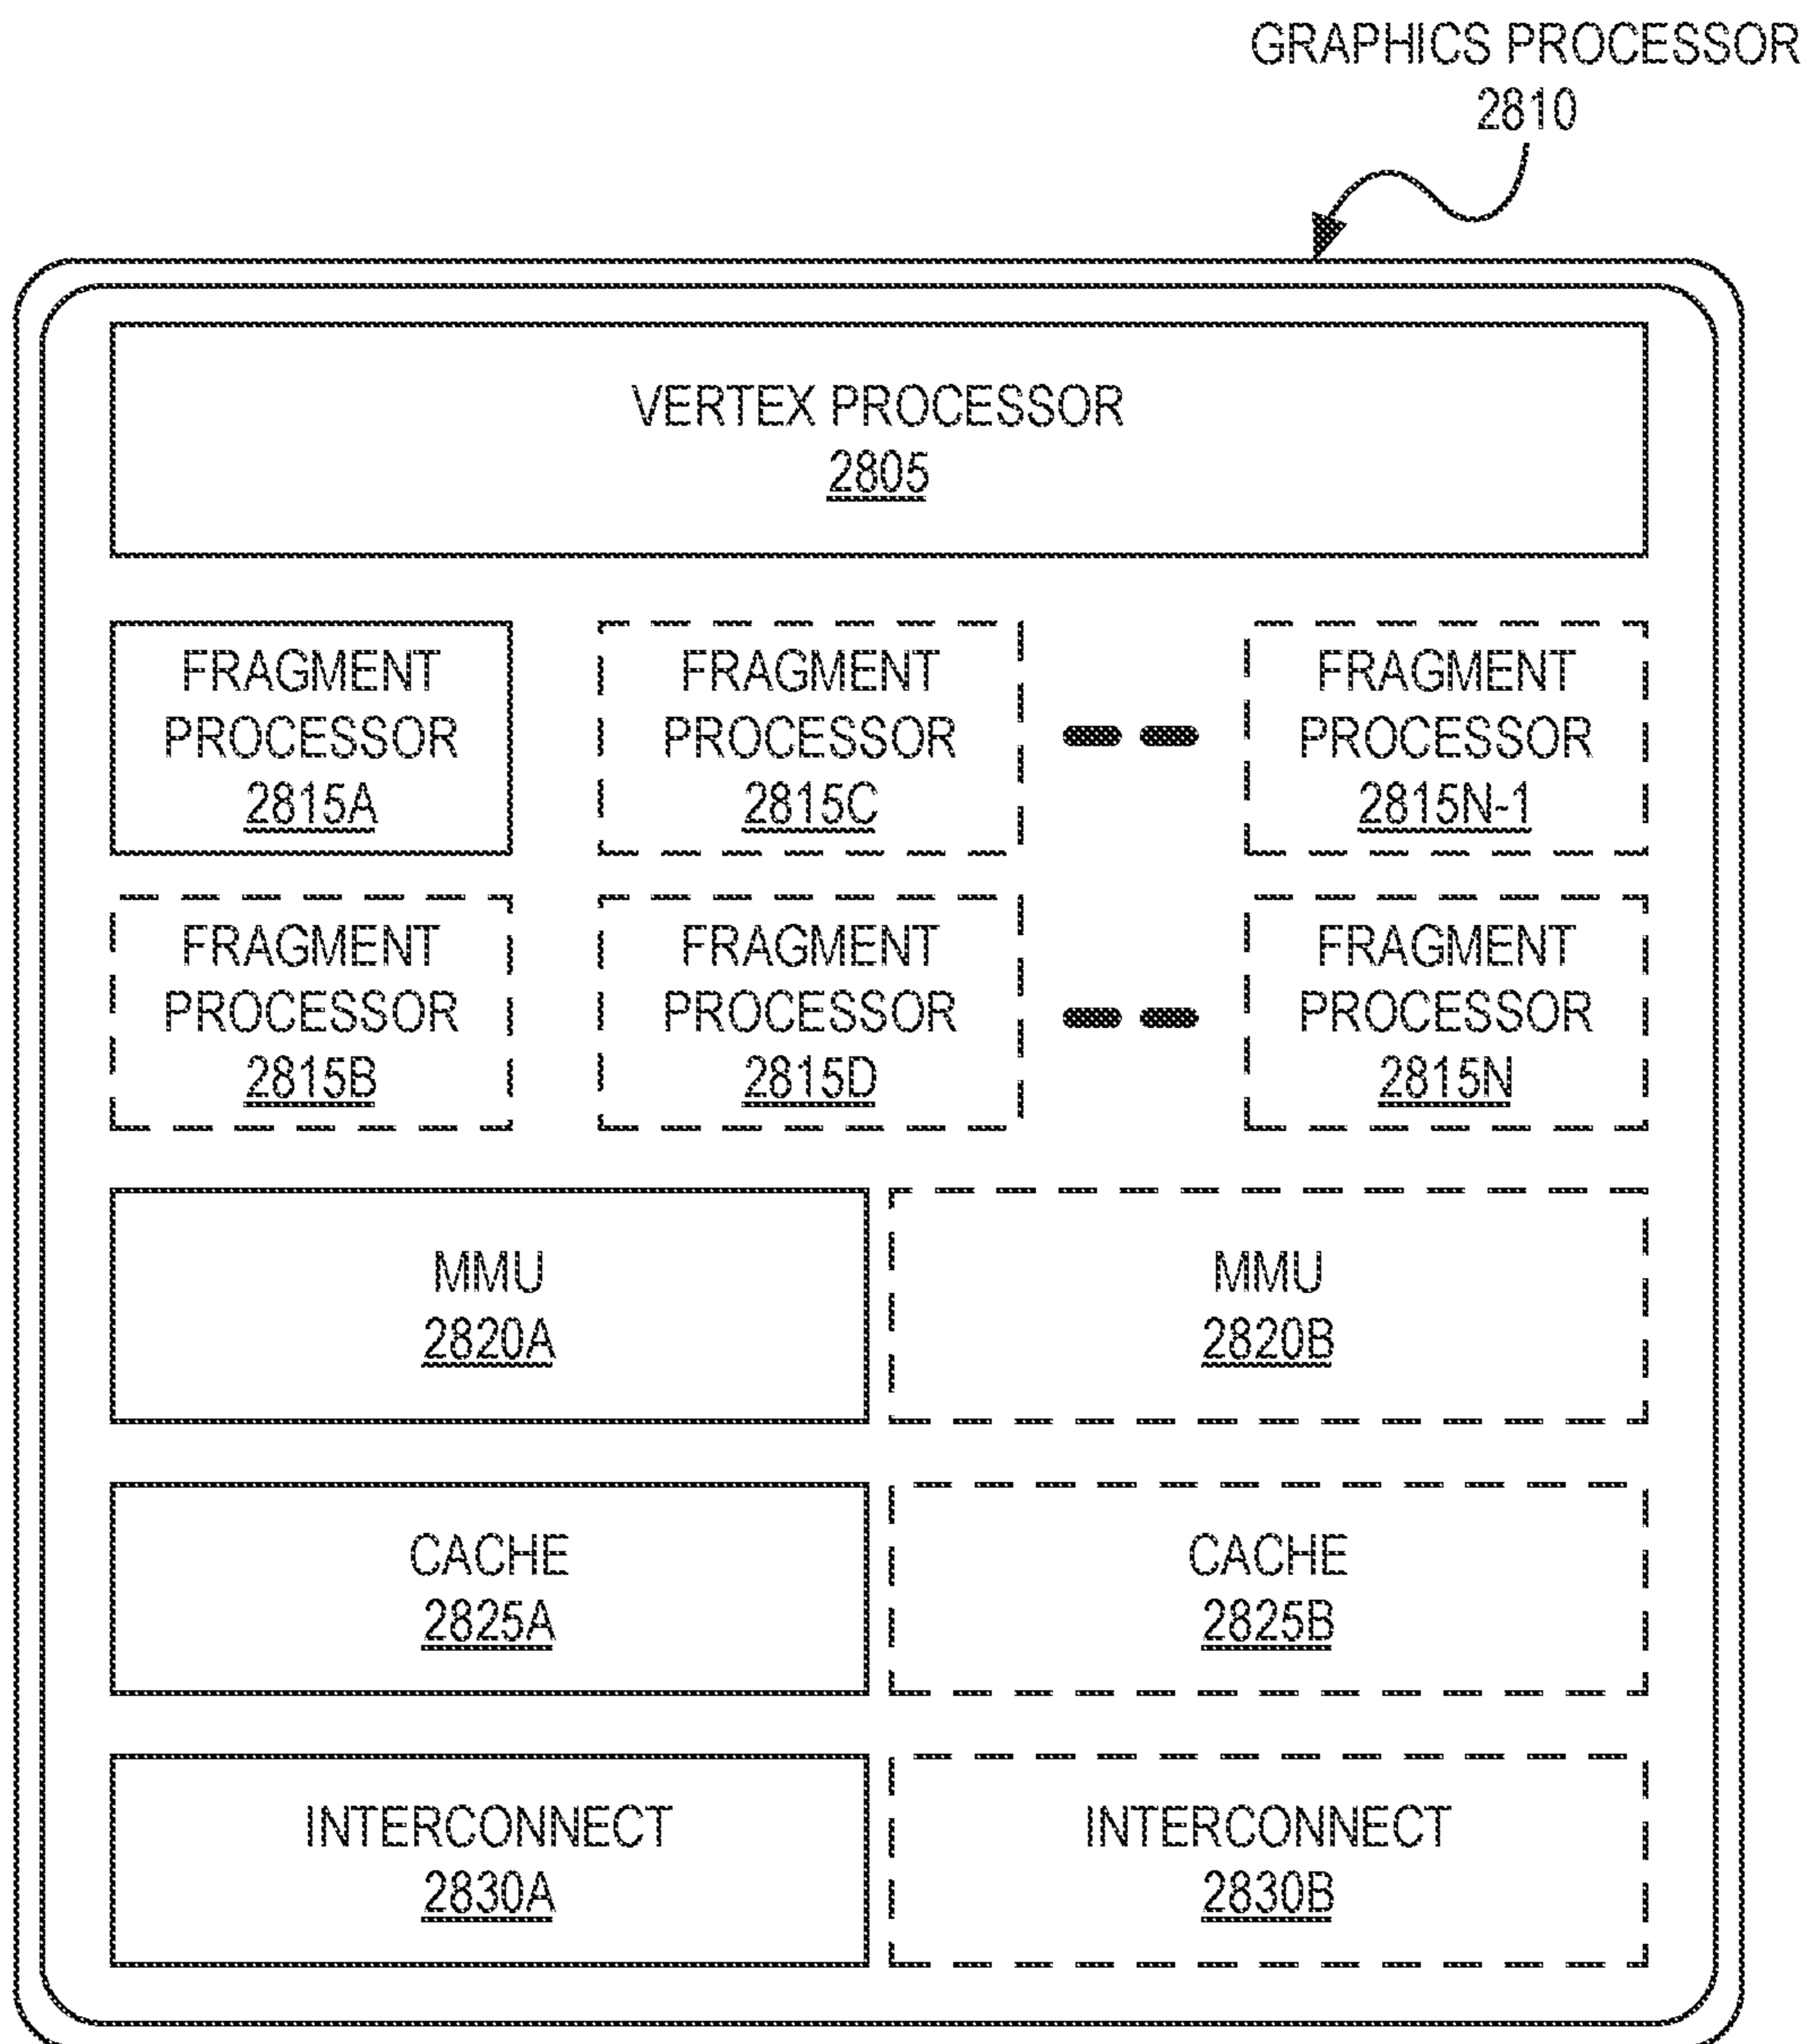 GRAPHICS PROCESSOR
2810
VERTEX PROCESSOR
2805
FRAGMENT
PROCESSOR
2815A
FRAGMENT
PROCESSOR
2815C
FRAGMENT
PROCESSOR
2815N-1
FRAGMENT
PROCESSOR
2815B
FRAGMENT
PROCESSOR
2815D
FRAGMENT
PROCESSOR
2815N
MMU
2820A
MMU
2820B
CACHE
2825A
CACHE
2825B
INTERCONNECT
2830A
INTERCONNECT
2830B